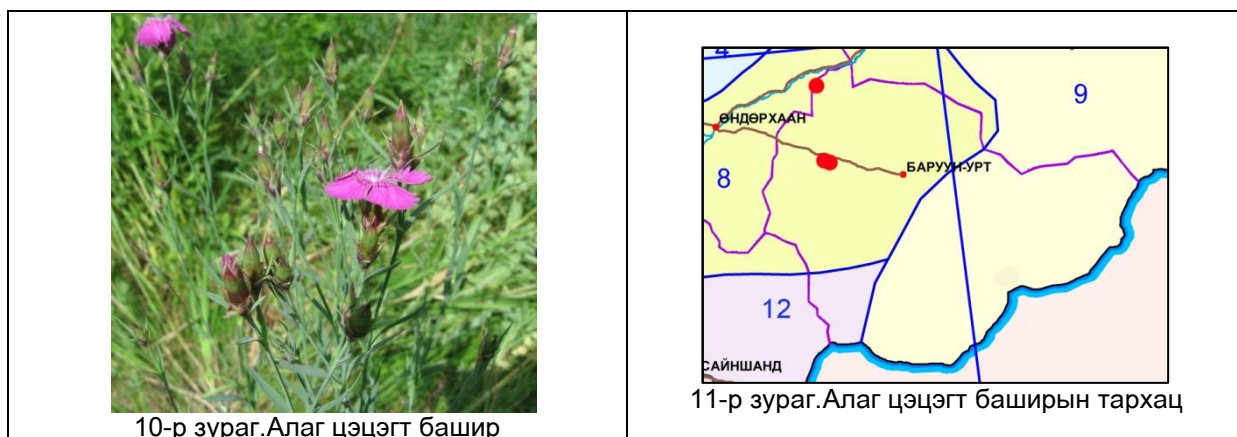 4
9
ӨНДӨРХААН
БАРУУН-УРТ
8
12
САЙНШАНД
10-р зураг.Алаг цэцэгт башир
11-р зураг.Алаг цэцэгт баширын тархац